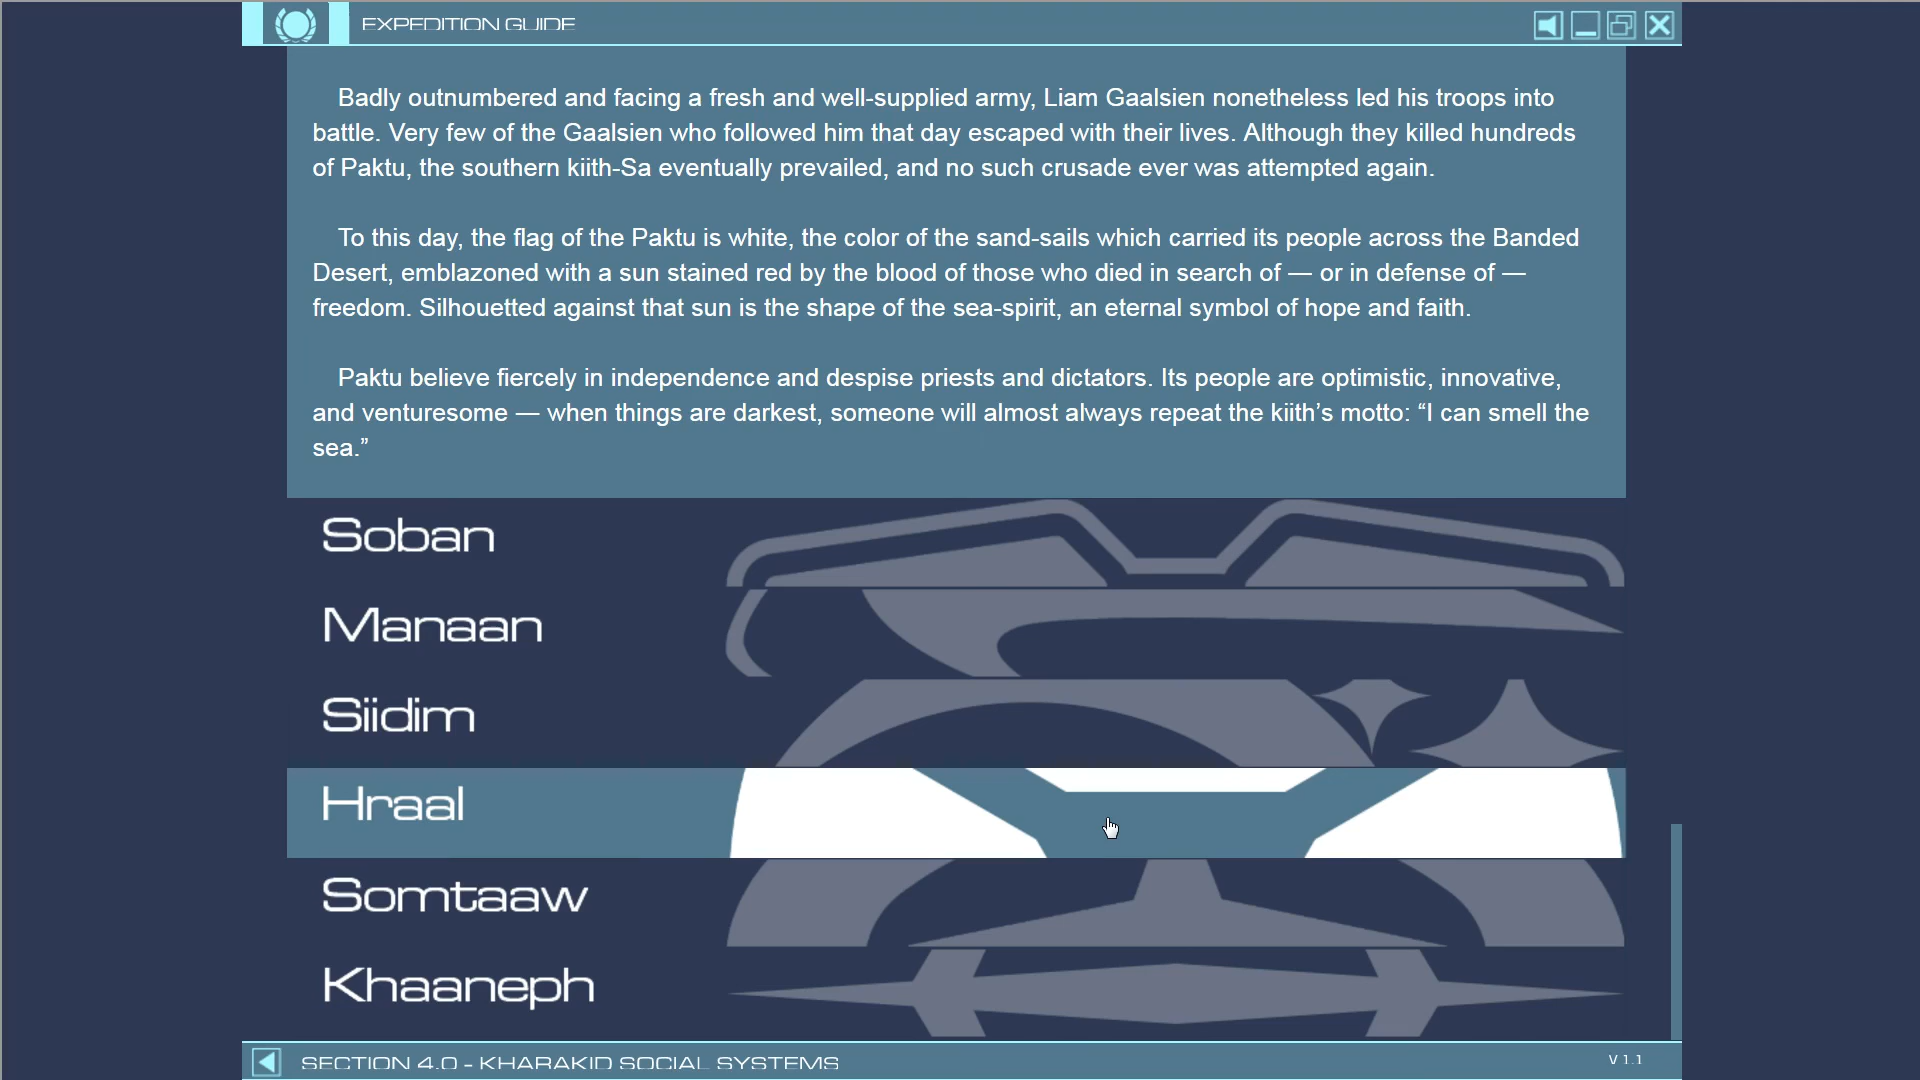 EXPEDITION GUIDE
Badly outnumbered and facing a fresh and well-supplied army, Liam Gaalsien nonetheless led his troops into
battle. Very few of the Gaalsien who followed him that day escaped with their lives. Although they killed hundreds
of Paktu, the southern kiith-Sa eventually prevailed, and no such crusade ever was attempted again.
To this day, the flag of the Paktu is white, the color of the sand-sails which carried its people across the Banded
Desert, emblazoned with a sun stained red by the blood of those who died in search of — or in defense of —
freedom. Silhouetted against that sun is the shape of the sea-spirit, an eternal symbol of hope and faith.
Paktu believe fiercely in independence and despise priests and dictators. Its people are optimistic, innovative,
and venturesome — when things are darkest, someone will almost always repeat the kiith’s motto: “I can smell the
sea.”
Soban
Manaan
Siidim
Hraal
Somtaaw
Khaaneph
SECTION 4.0 - KHARAKID SOCIAL SYSTEMS
V 1.1